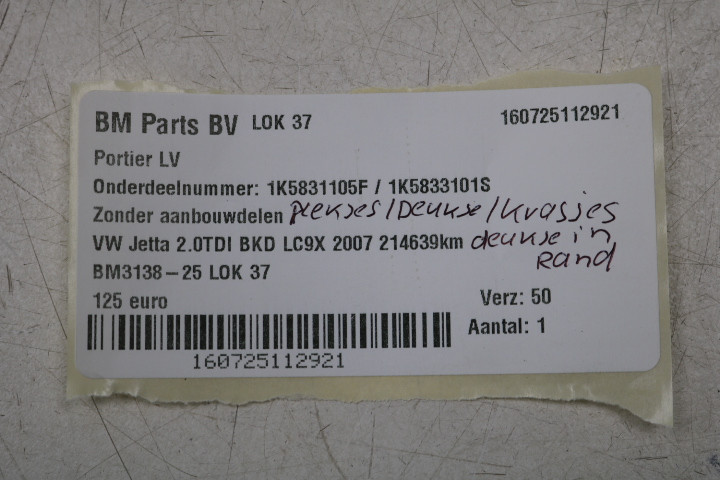 BM Parts BV LOK 37 160725112921
Portier LV
Onderdeelnummer: 1K5831105F / 1K5833101S
Zonder aanbouwdelen plekjes/Deukje/krasjes
VW Jetta 2.0TDI BKD LC9X 2007 214639km deukje in
Rand
BM3138-25 LOK 37
125 euro Verz: 50
Aantal: 1
160725112921